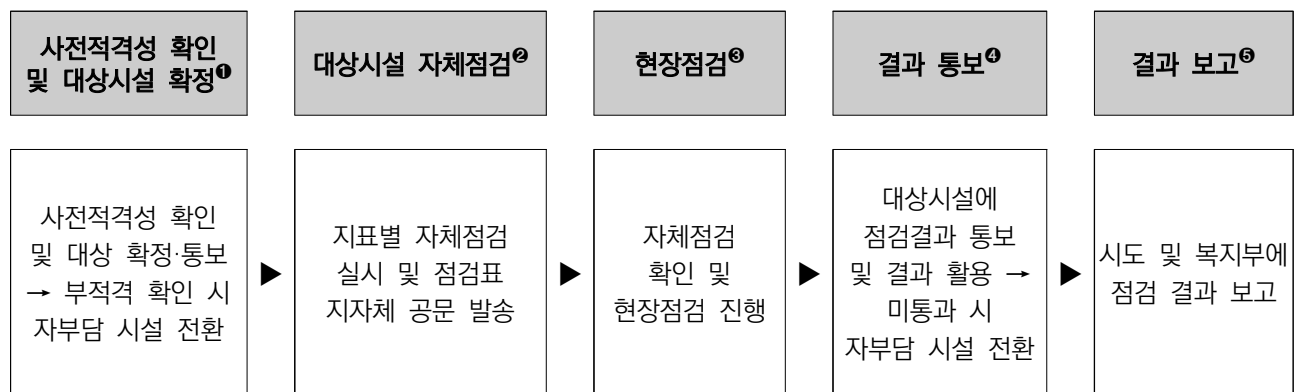 사전적격성 확인
및 대상시설 확정❶
대상시설 자체점검❷
현장점검❸
결과 통보❹
결과 보고❺
사전적격성 확인
및 대상 확정·통보
→ 부적격 확인 시
자부담 시설 전환
▶
지표별 자체점검
실시 및 점검표
지자체 공문 발송
▶
자체점검
확인 및
현장점검 진행
▶
대상시설에
점검결과 통보
및 결과 활용 →
미통과 시
자부담 시설 전환
▶
시도 및 복지부에
점검 결과 보고